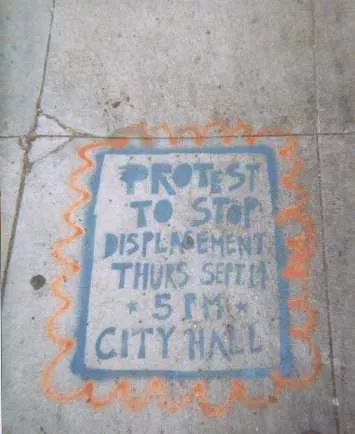 PROTEST
TO STOP
DISPLACEMENT
THURS SEPT 14
* 5 PM *
CITY HALL